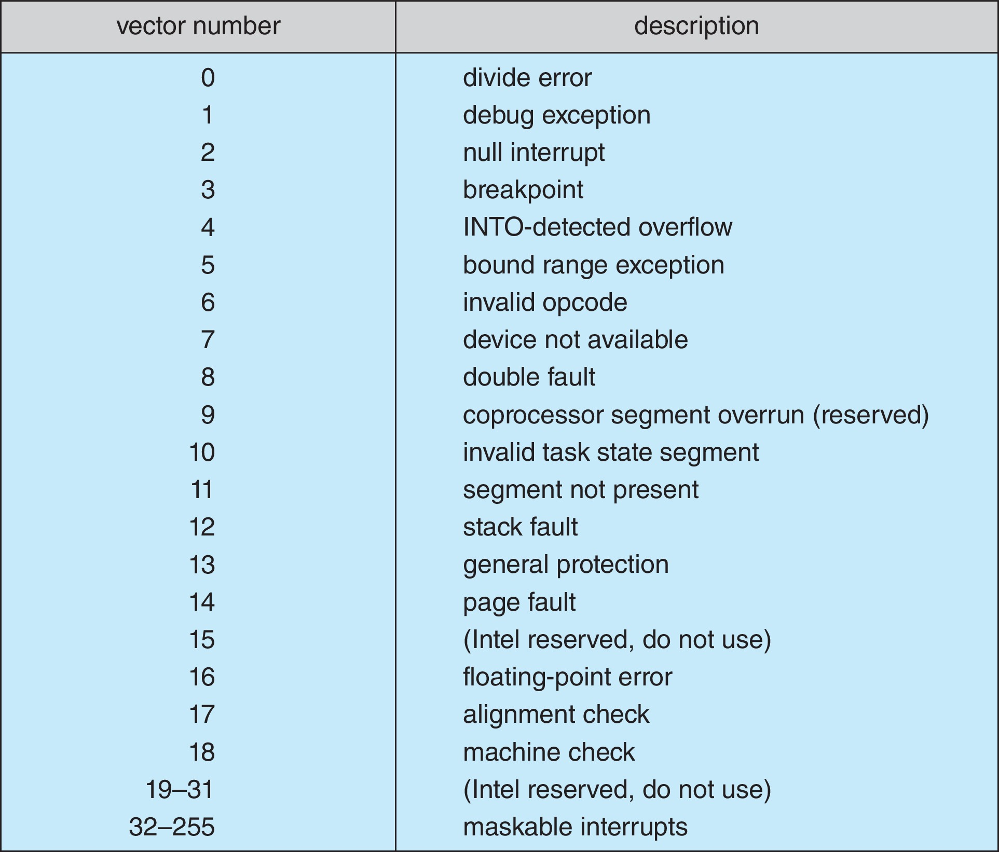 vector number description
0 divide error
1 debug exception
2 null interrupt
3 breakpoint
4 INTO-detected overflow
5 bound range exception
6 invalid opcode
7 device not available
8 double fault
9 coprocessor segment overrun (reserved)
10 invalid task state segment
11 segment not present
12 stack fault
13 general protection
14 page fault
15 (Intel reserved, do not use)
16 floating-point error
17 alignment check
18 machine check
19–31 (Intel reserved, do not use)
32–255 maskable interrupts